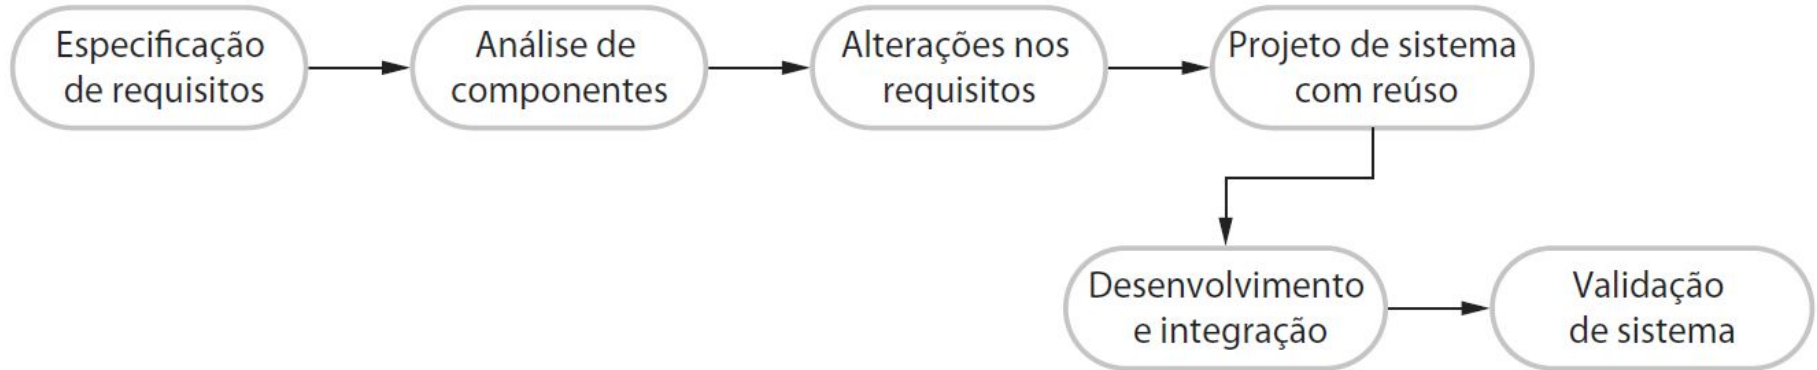 Especificação
de requisitos
Análise de
componentes
Alterações nos
requisitos
Projeto de sistema
com reúso
Desenvolvimento
e integração
Validação
de sistema